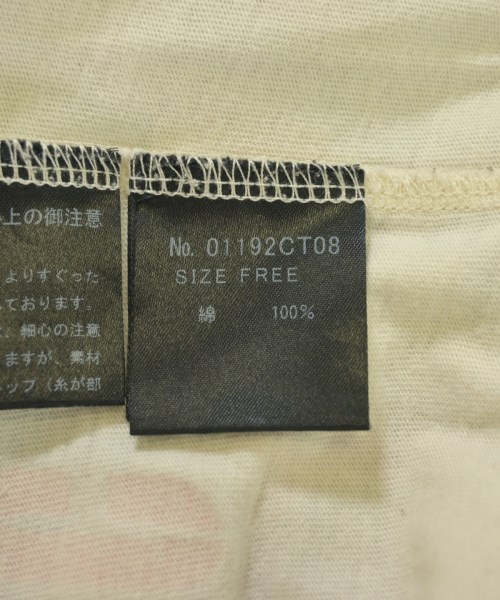 上の御注意
よりすぐった
ております。
、細心の注意
ますが、素材
ップ（糸が部
No. 01192CT08
SIZE FREE
綿 100%